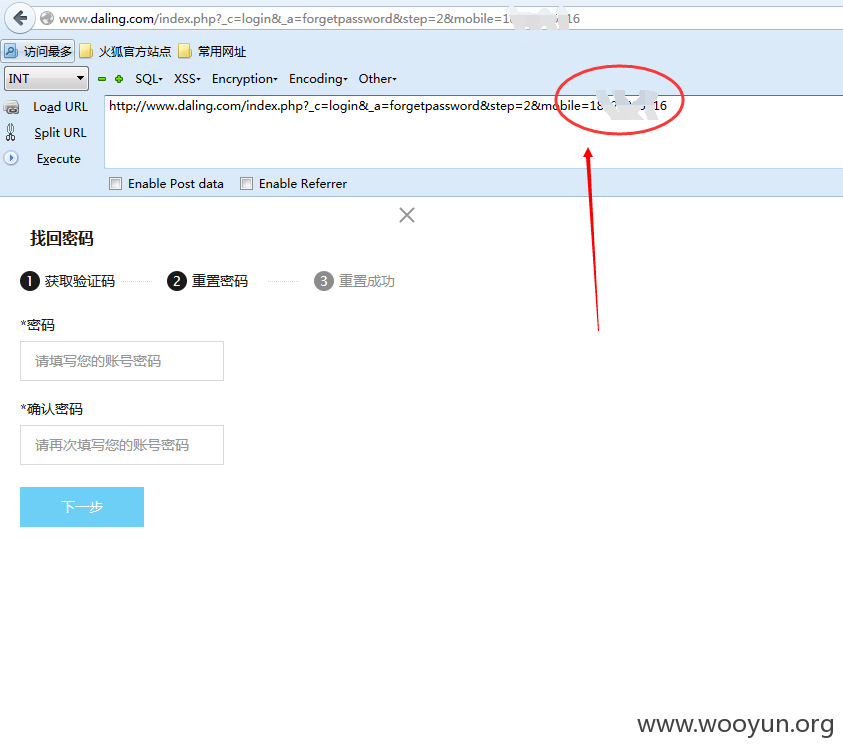 www.daling.com/index.php?_c=login&_a=forgetpassword&step=2&mobile=1 16
访问最多 火狐官方站点 常用网址
INT SQL XSS Encryption Encoding Other
Load URL http://www.daling.com/index.php?_c=login&_a=forgetpassword&step=2&mobile=18 16
Split URL
Execute
Enable Post data Enable Referrer
找回密码
1 获取验证码 2 重置密码 3 重置成功
*密码
请填写您的账号密码
*确认密码
请再次填写您的账号密码
下一步
www.wooyun.org